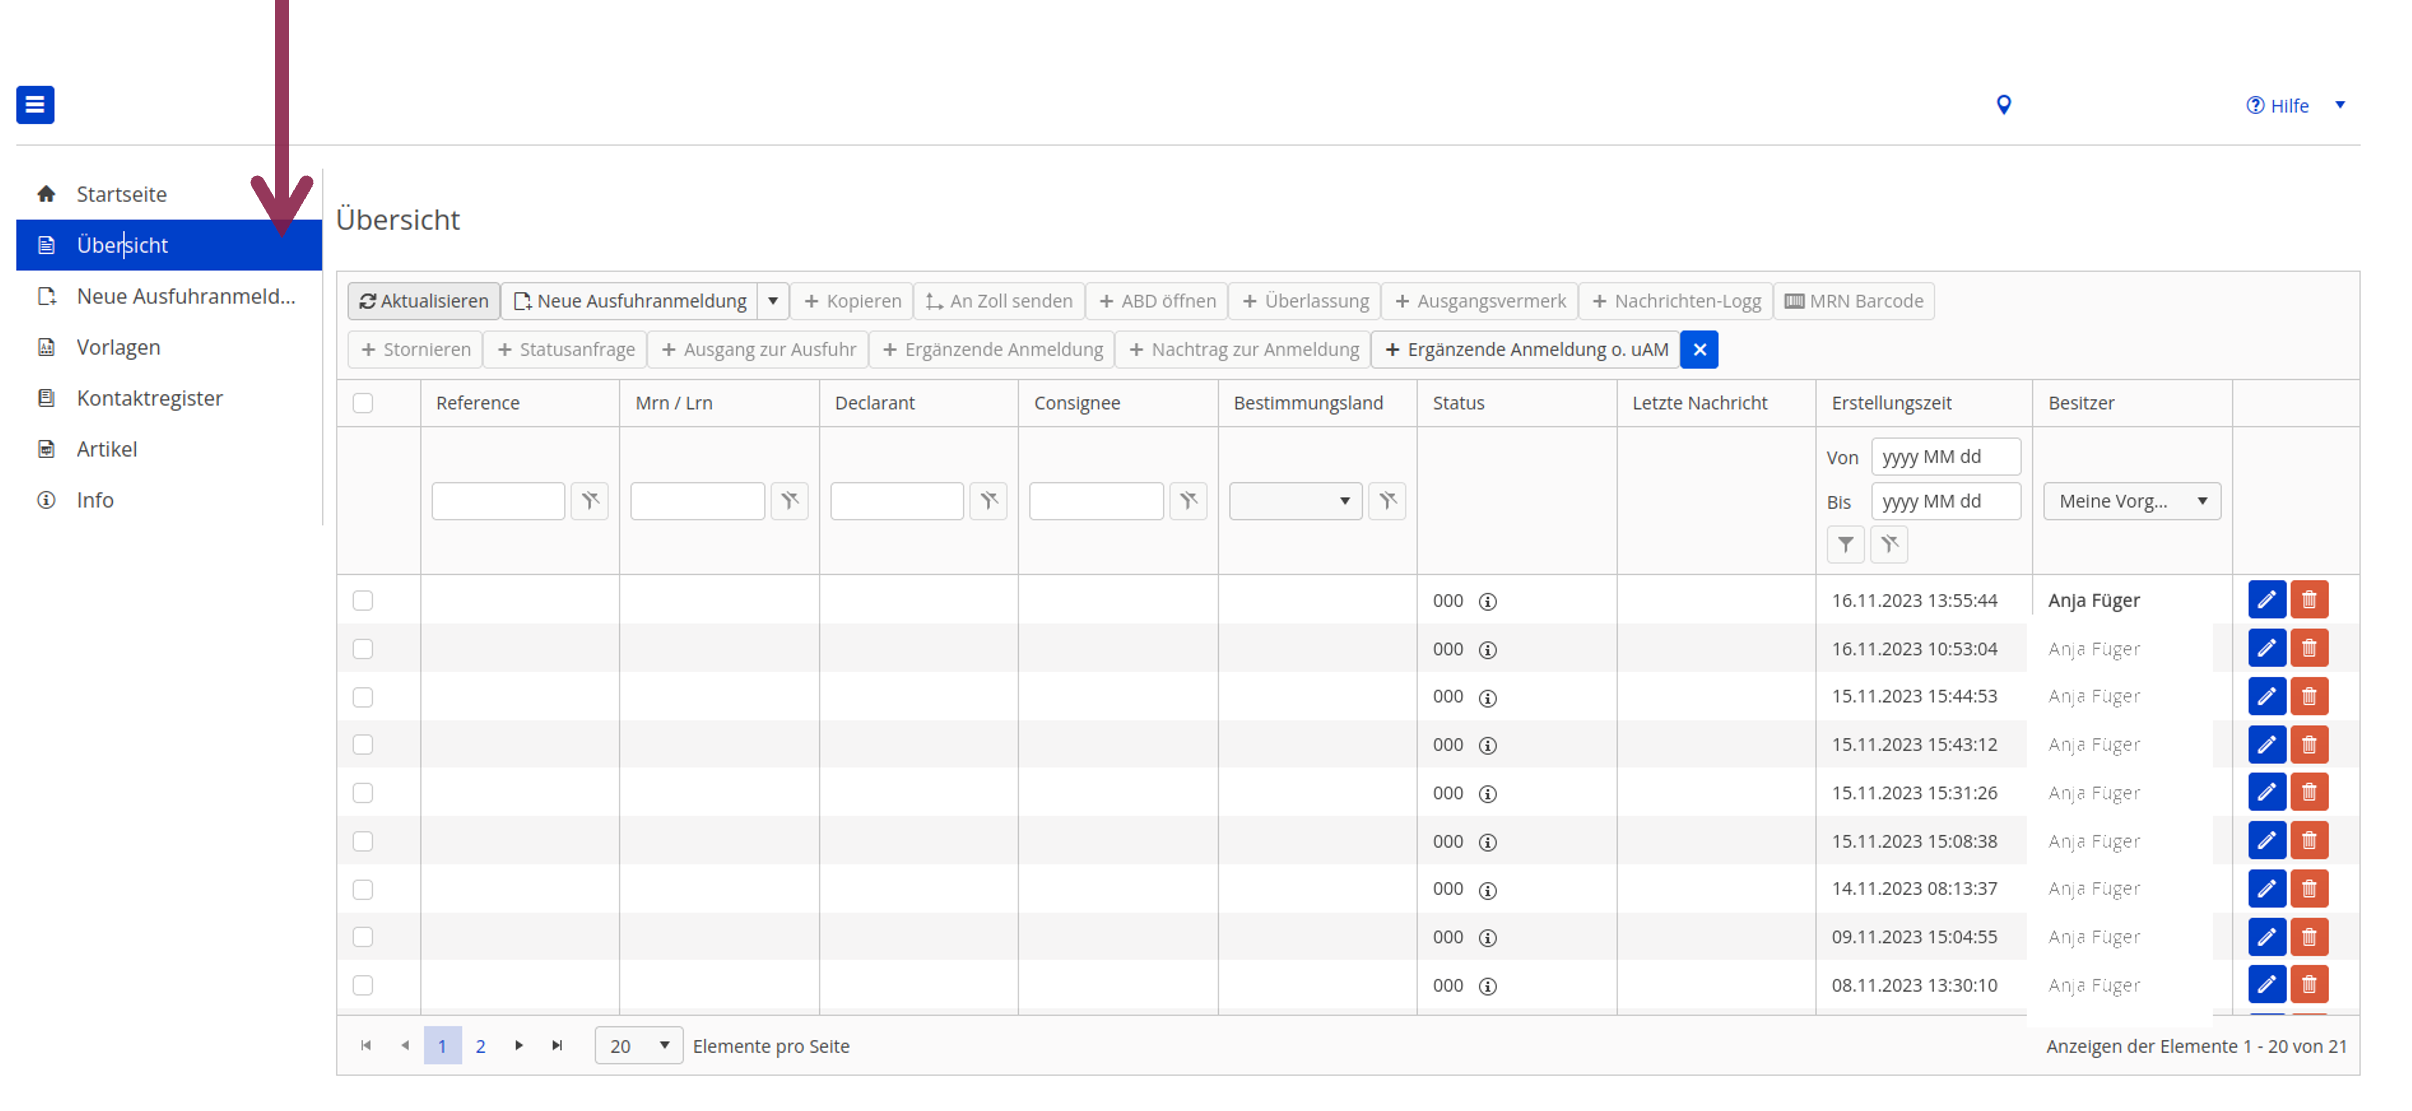 Hilfe
Startseite
Übersicht
Neue Ausfuhranmeld...
Vorlagen
Kontaktregister
Artikel
Info
Übersicht
Aktualisieren Neue Ausfuhranmeldung + Kopieren An Zoll senden + ABD öffnen + Überlassung + Ausgangsvermerk + Nachrichten-Logg MRN Barcode
+ Stornieren + Statusanfrage + Ausgang zur Ausfuhr + Ergänzende Anmeldung + Nachtrag zur Anmeldung + Ergänzende Anmeldung o. uAM
Reference Mrn / Lrn Declarant Consignee Bestimmungsland Status Letzte Nachricht Erstellungszeit Besitzer
Von yyyy MM dd
Bis yyyy MM dd Meine Vorg...
000 16.11.2023 13:55:44 Anja Füger
000 16.11.2023 10:53:04 Anja Füger
000 15.11.2023 15:44:53 Anja Füger
000 15.11.2023 15:43:12 Anja Füger
000 15.11.2023 15:31:26 Anja Füger
000 15.11.2023 15:08:38 Anja Füger
000 14.11.2023 08:13:37 Anja Füger
000 09.11.2023 15:04:55 Anja Füger
000 08.11.2023 13:30:10 Anja Füger
1 2 20 Elemente pro Seite Anzeigen der Elemente 1 - 20 von 21